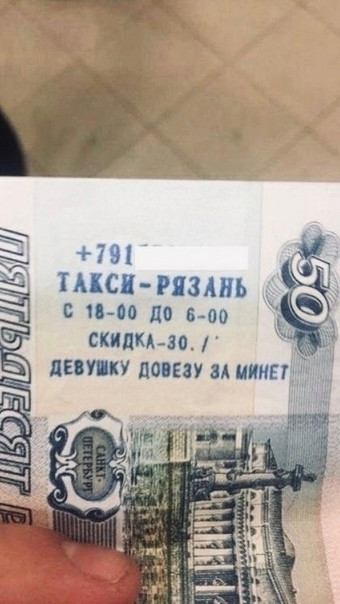 +791
ТАКСИ-РЯЗАНЬ
С 18-00 ДО 6-00
СКИДКА-30./
ДЕВУШКУ ДОВЕЗУ ЗА МИНЕТ
50
ПЯТЬДЕСЯТ
САНКТ-
ПЕТЕРБУРГ